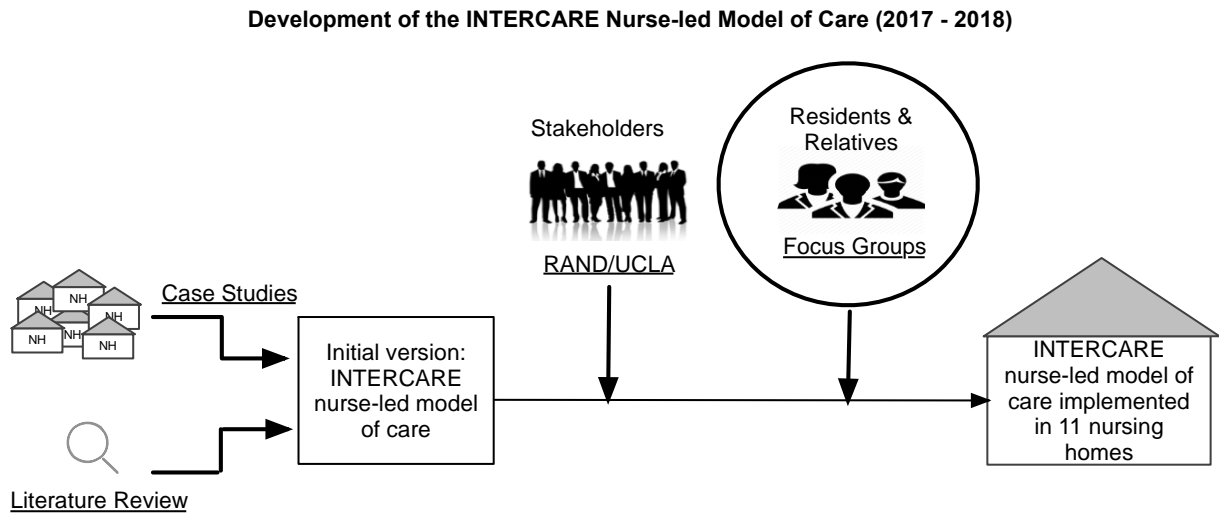 Development of the INTERCARE Nurse-led Model of Care (2017 - 2018)
Stakeholders
RAND/UCLA
Residents &
Relatives
Focus Groups
Case Studies
NH
NH
NH
NH
NH
NH
Literature Review
Initial version:
INTERCARE
nurse-led model
of care
INTERCARE
nurse-led model of
care implemented
in 11 nursing
homes